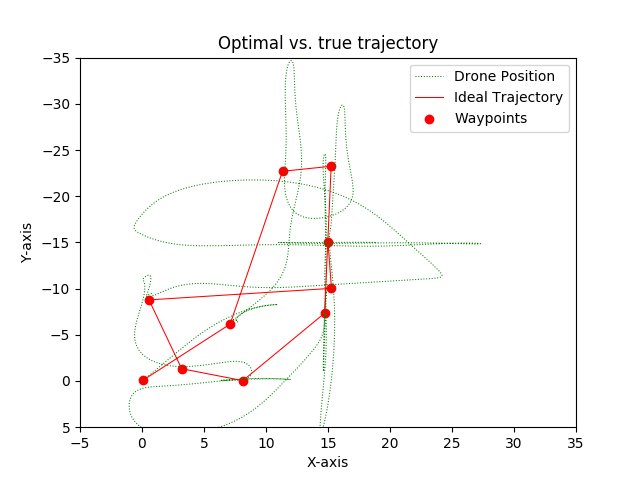 Optimal vs. true trajectory
Drone Position
Ideal Trajectory
Waypoints
Y-axis
−35
−30
−25
−20
−15
−10
−5
0
5
−5 0 5 10 15 20 25 30 35
X-axis